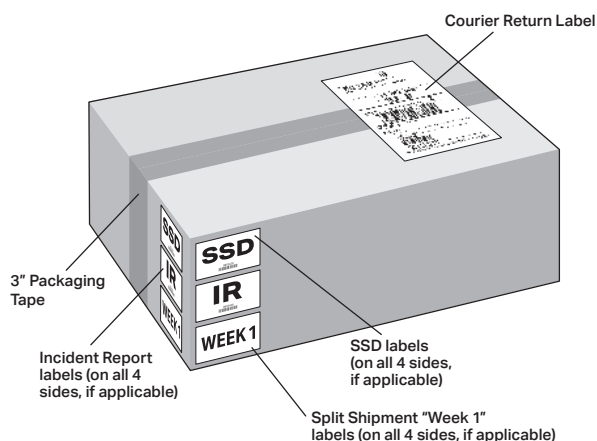 Courier Return Label
SSD
IR
WEEK 1
SSD
IR
WEEK 1
3" Packaging
Tape
Incident Report
labels (on all 4
sides, if applicable)
SSD labels
(on all 4 sides,
if applicable)
Split Shipment "Week 1"
labels (on all 4 sides, if applicable)